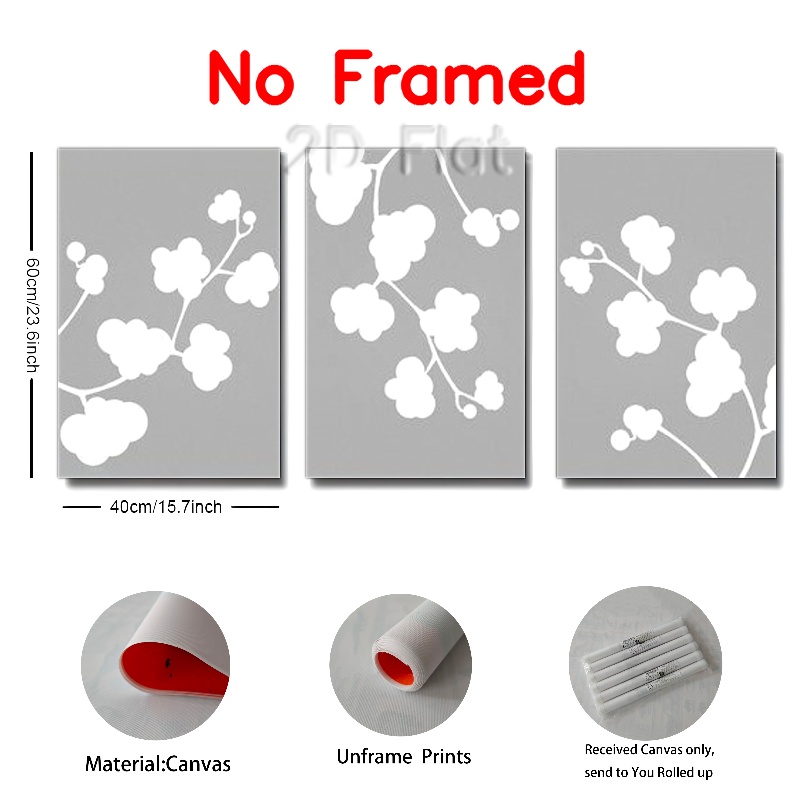 No Framed
2D Flat
60cm/23.6inch
40cm/15.7inch
Material:Canvas
Unframe Prints
Received Canvas only,
send to You Rolled up